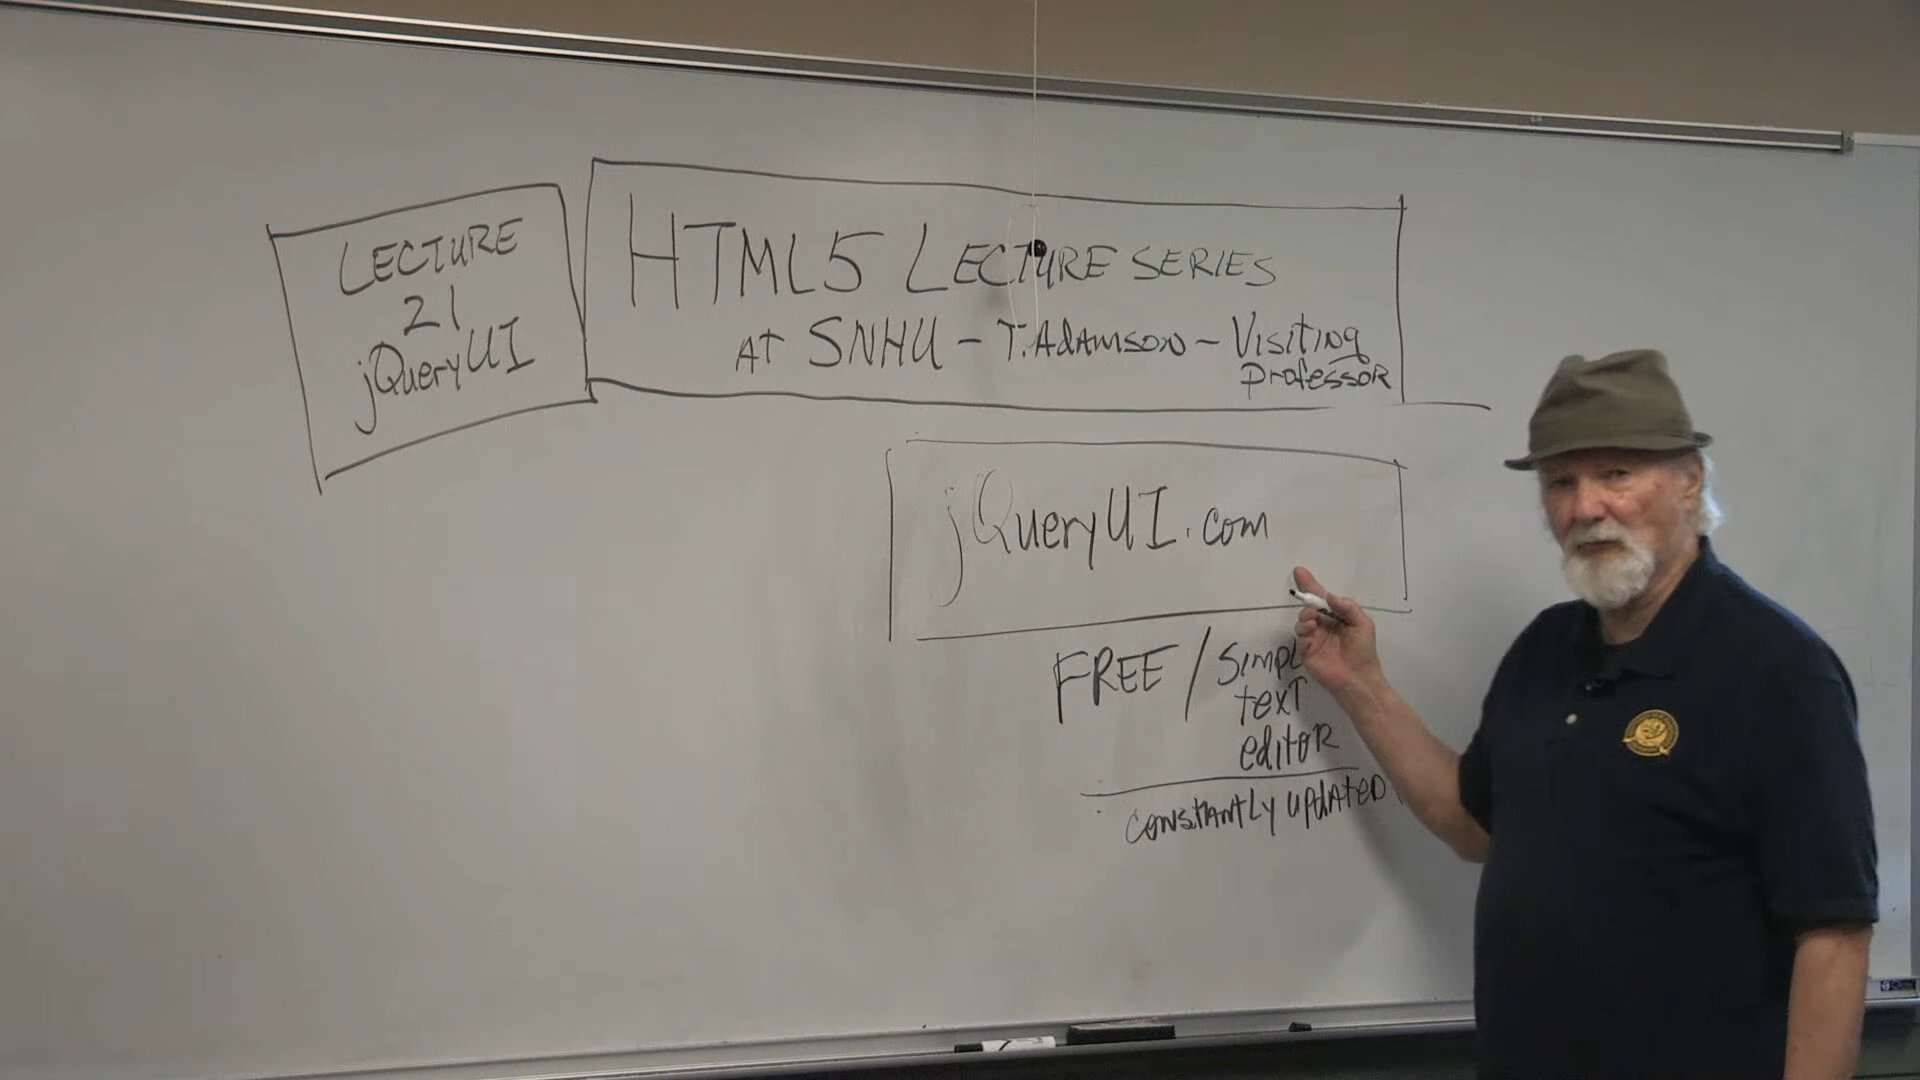 LECTURE
21
jQueryUI
HTML5 LECTURE SERIES
AT SNHU - T. ADAMSON - VISITING
PROFESSOR
jQueryUI.com
FREE / SIMPL
text
editor
CONSTANTLY UPDATED